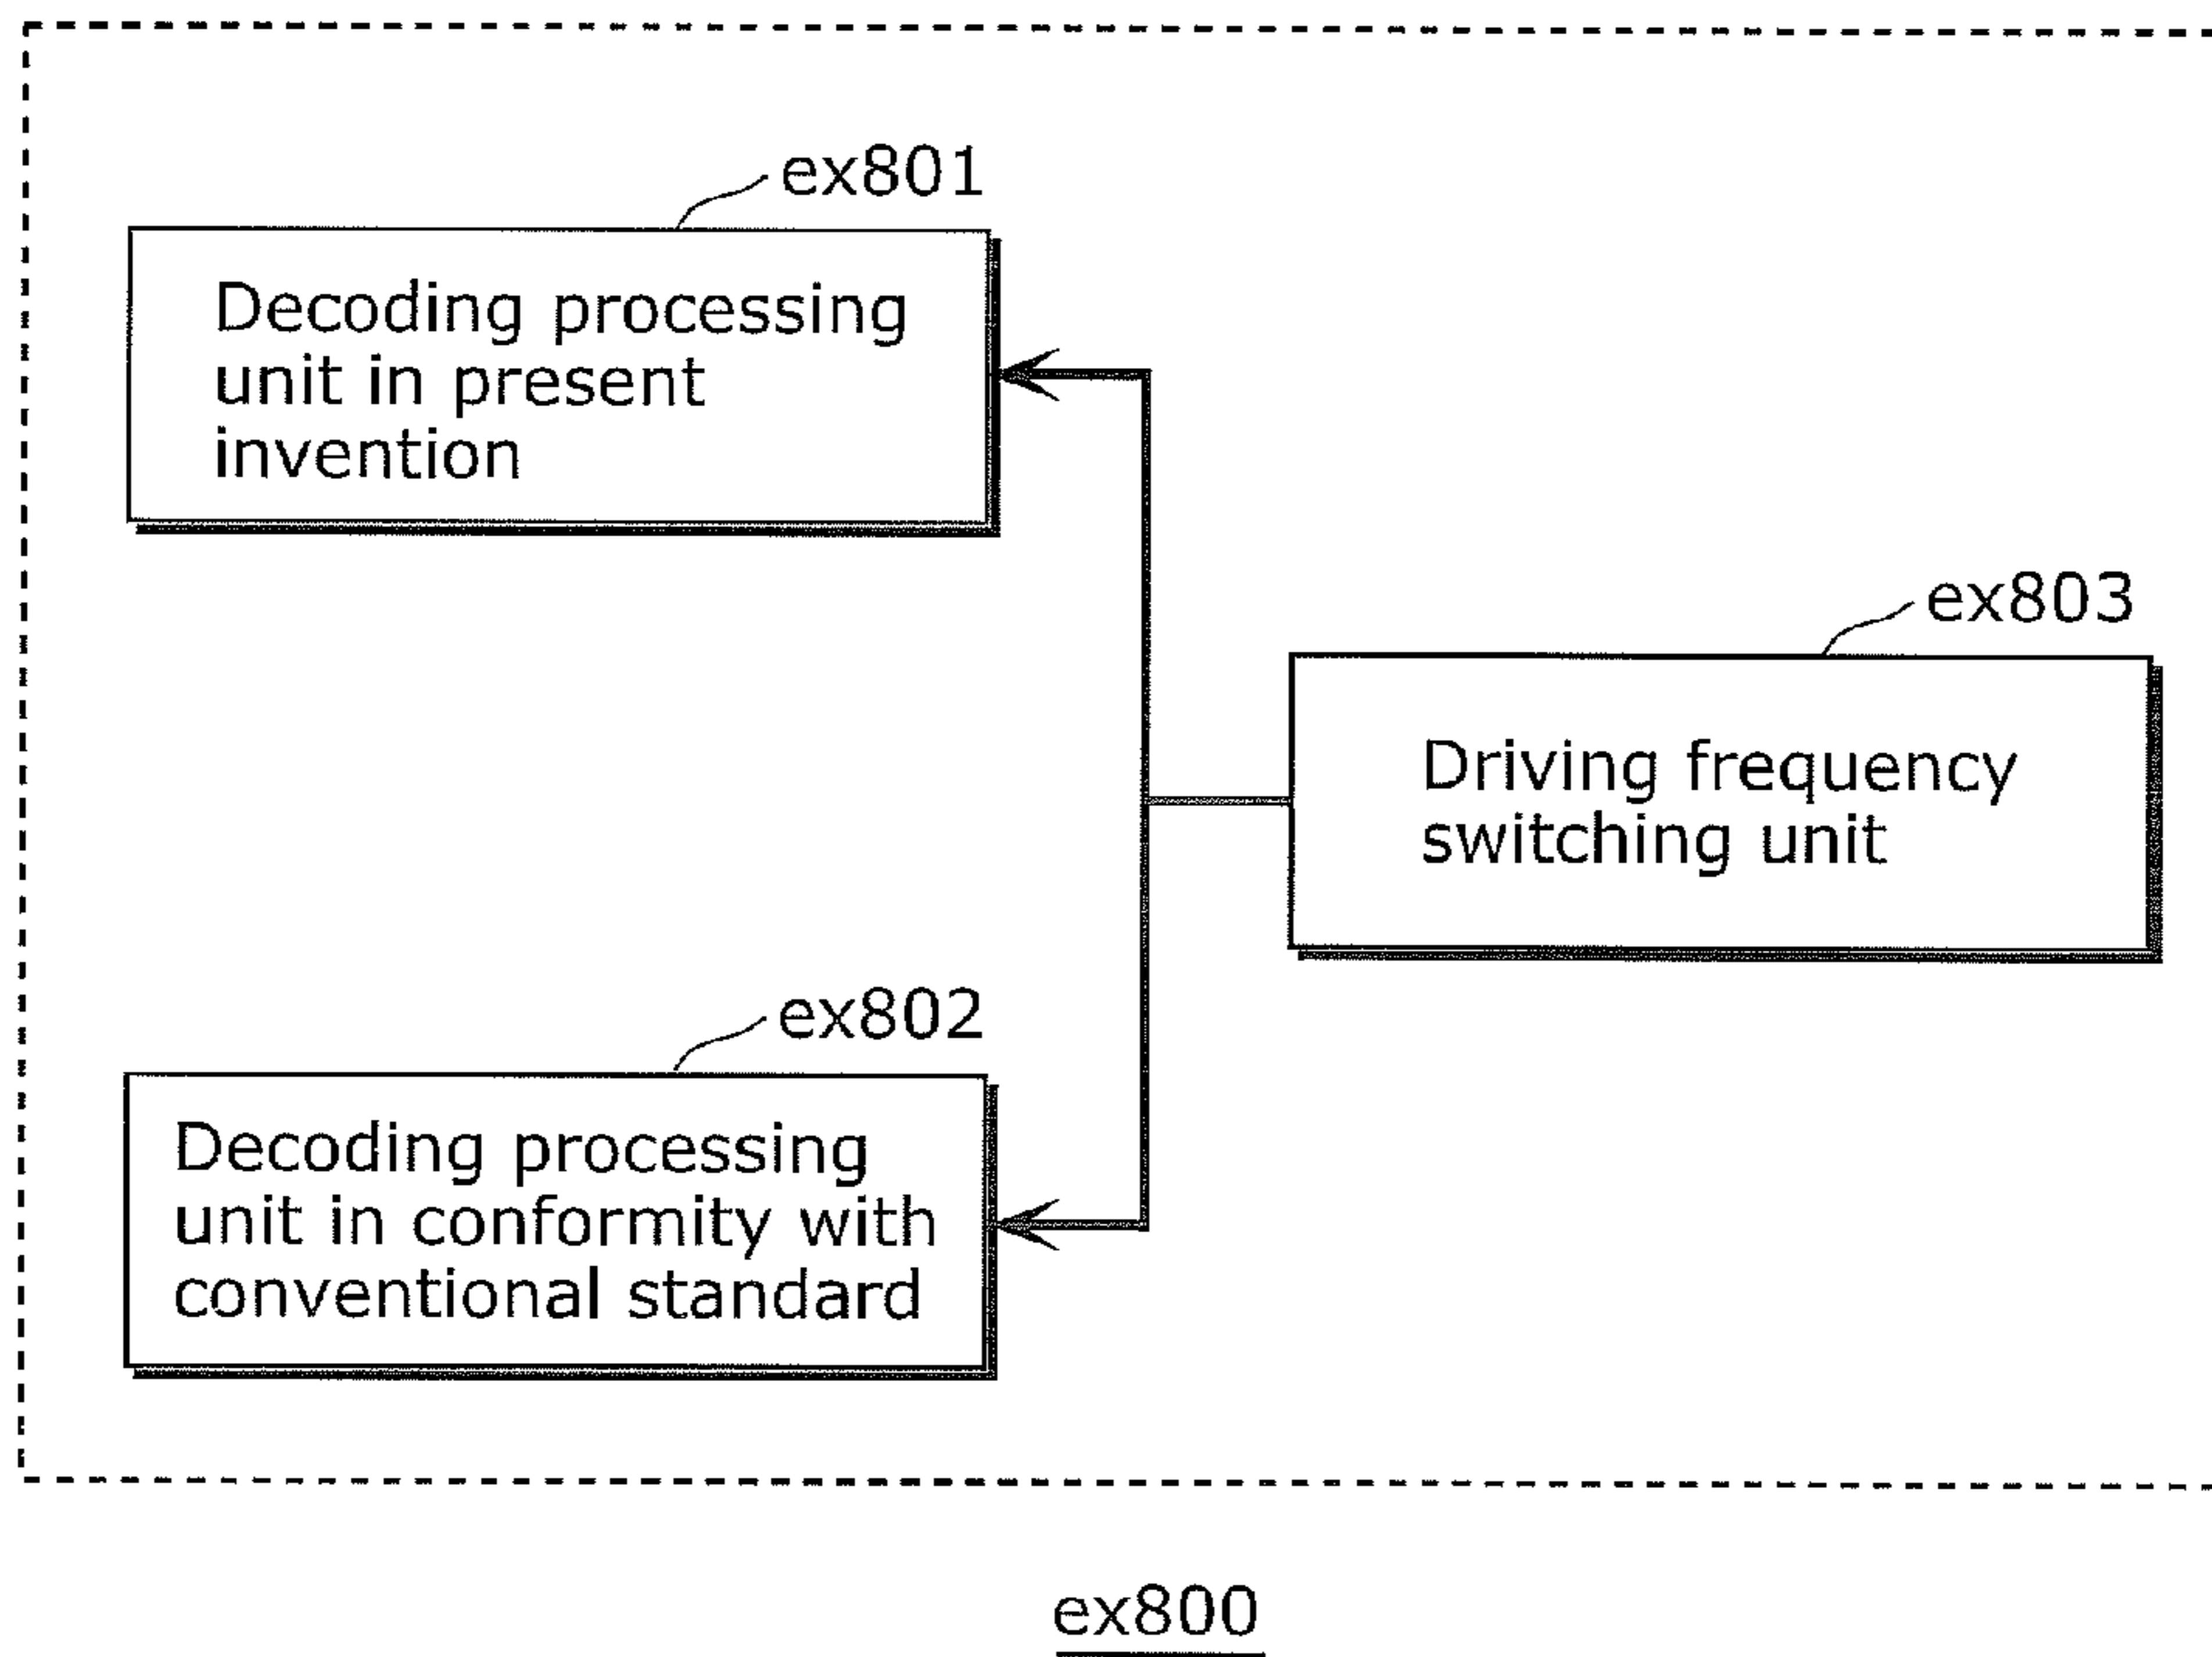 ex801
Decoding processing
unit in present
invention
ex803
Driving frequency
switching unit
ex802
Decoding processing
unit in conformity with
conventional standard
ex800